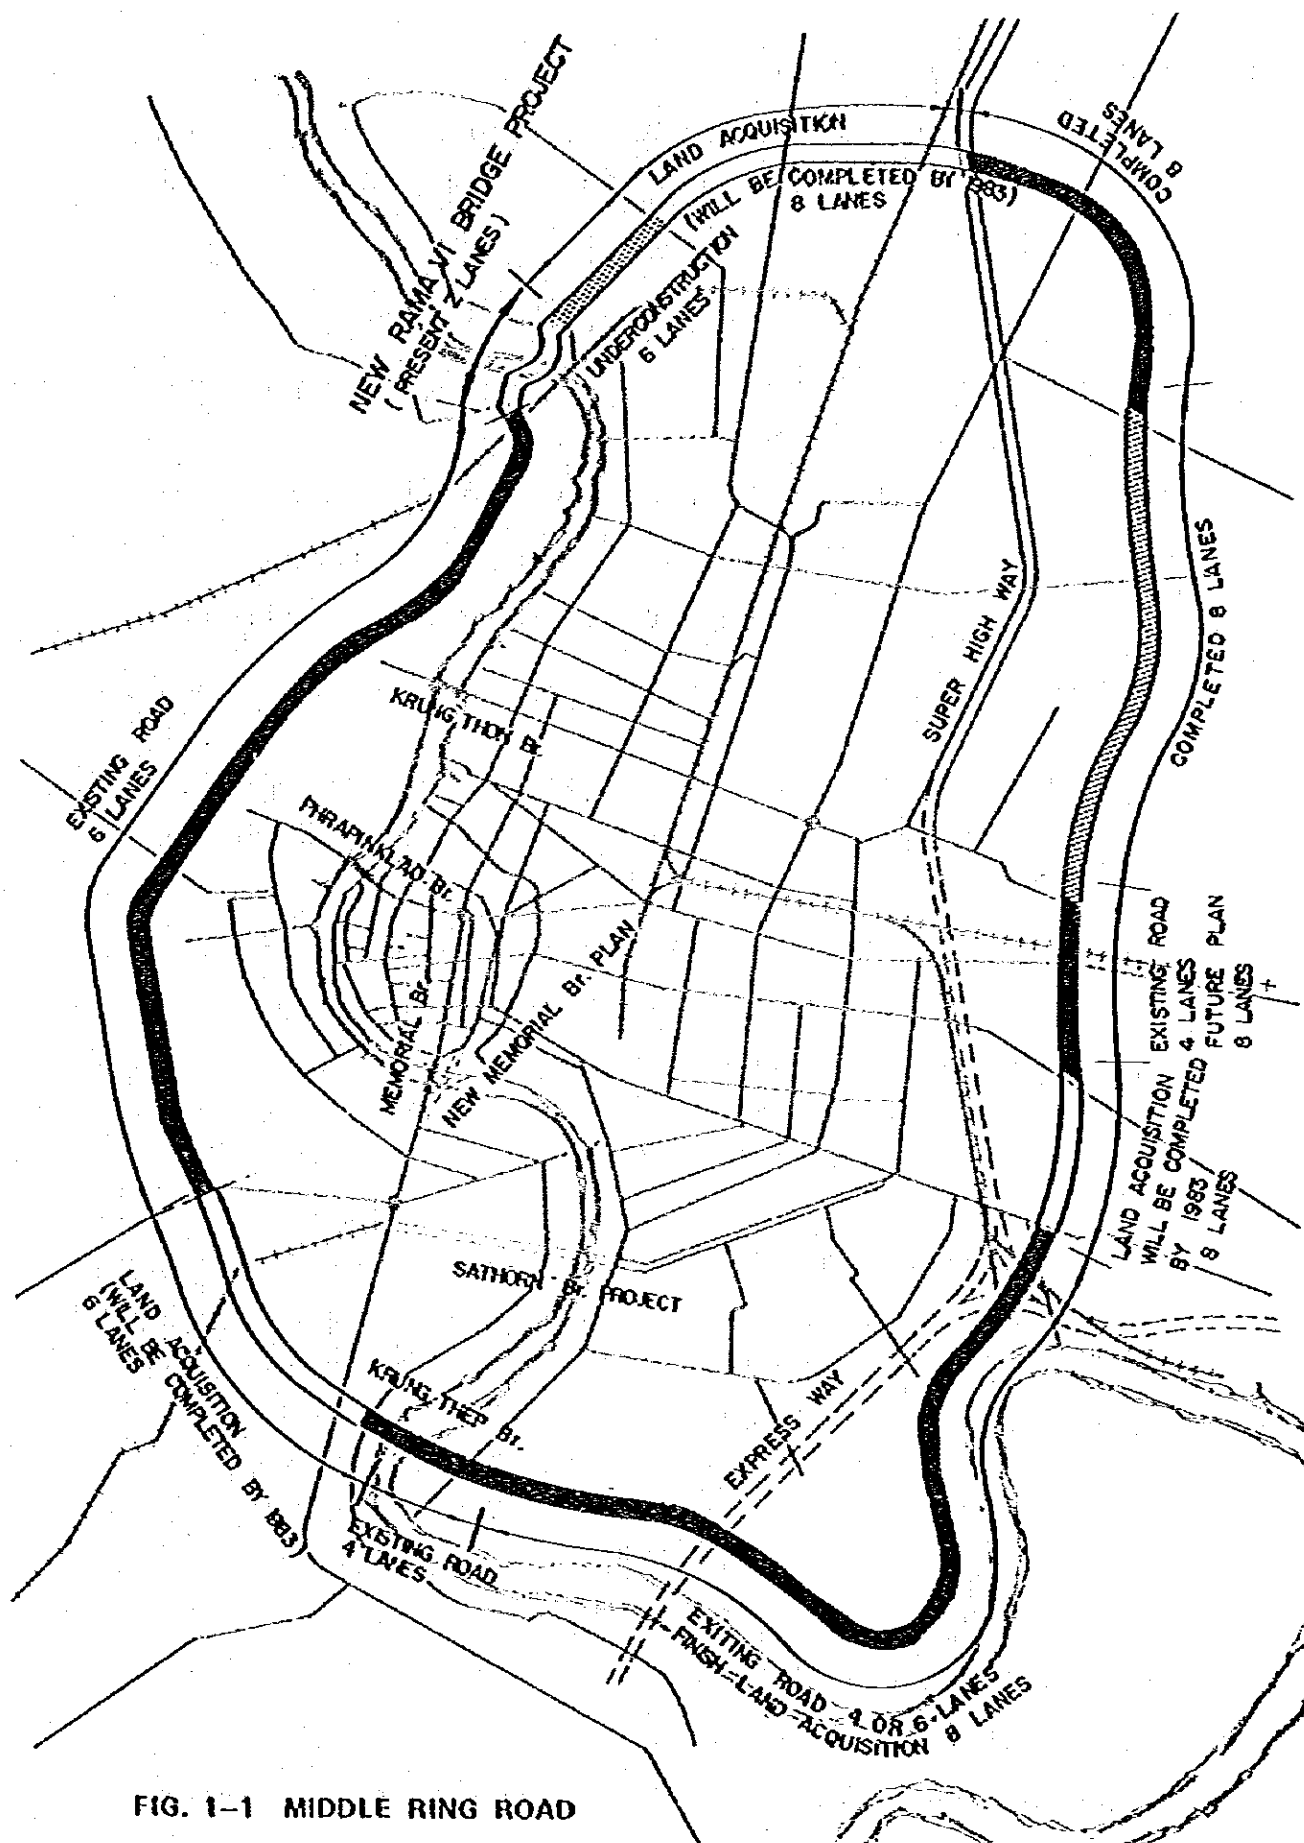 NEW RAMA VI BRIDGE PROJECT
( PRESENT 2 LANES )
LAND ACQUISITION
(WILL BE COMPLETED BY 1983)
8 LANES
COMPLETED
8 LANES
UNDERCONSTRUCTION
6 LANES
SUPER HIGH WAY
COMPLETED 8 LANES
KRUNG THON Br.
EXISTING ROAD
6 LANES
PHRAPINKLAO Br.
MEMORIAL Br.
NEW MEMORIAL Br. PLAN
EXISTING ROAD
4 LANES
FUTURE PLAN
8 LANES
LAND ACQUISITION
WILL BE COMPLETED
BY 1983
8 LANES
SATHORN Br. PROJECT
LAND ACQUISITION
(WILL BE COMPLETED BY 1983)
6 LANES
KRUNG THEP Br.
EXPRESS WAY
EXISTING ROAD
4 LANES
EXITING ROAD 4 OR 6-LANES
FINISH-LAND-ACQUISITION 8 LANES
FIG. 1-1 MIDDLE RING ROAD